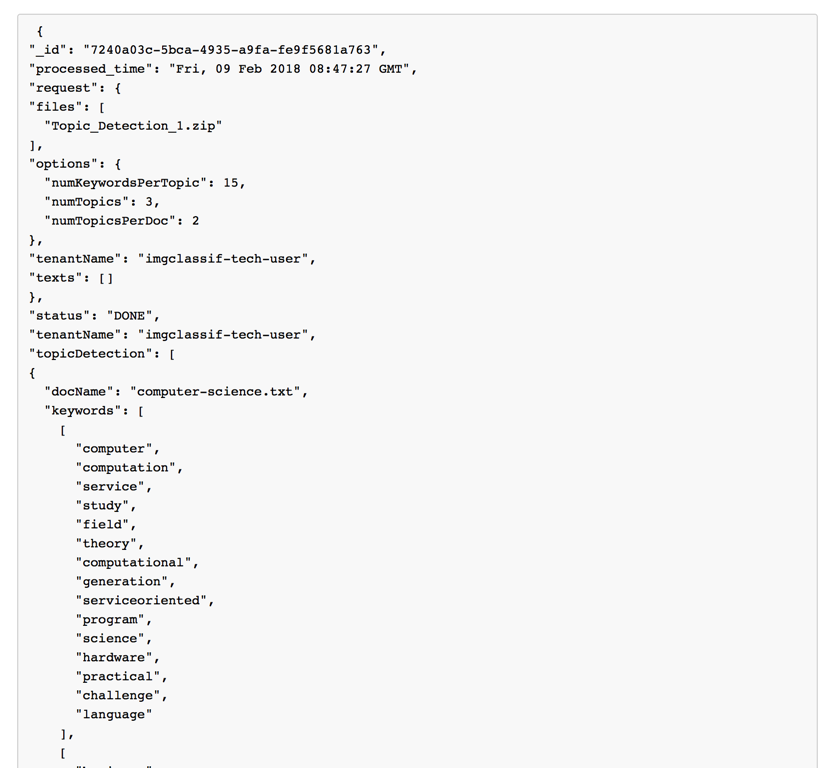 {
"_id": "7240a03c-5bca-4935-a9fa-fe9f5681a763",
"processed_time": "Fri, 09 Feb 2018 08:47:27 GMT",
"request": {
"files": [
"Topic_Detection_1.zip"
],
"options": {
"numKeywordsPerTopic": 15,
"numTopics": 3,
"numTopicsPerDoc": 2
},
"tenantName": "imgclassif-tech-user",
"texts": []
},
"status": "DONE",
"tenantName": "imgclassif-tech-user",
"topicDetection": [
{
"docName": "computer-science.txt",
"keywords": [
[
"computer",
"computation",
"service",
"study",
"field",
"theory",
"computational",
"generation",
"serviceoriented",
"program",
"science",
"hardware",
"practical",
"challenge",
"language"
],
[